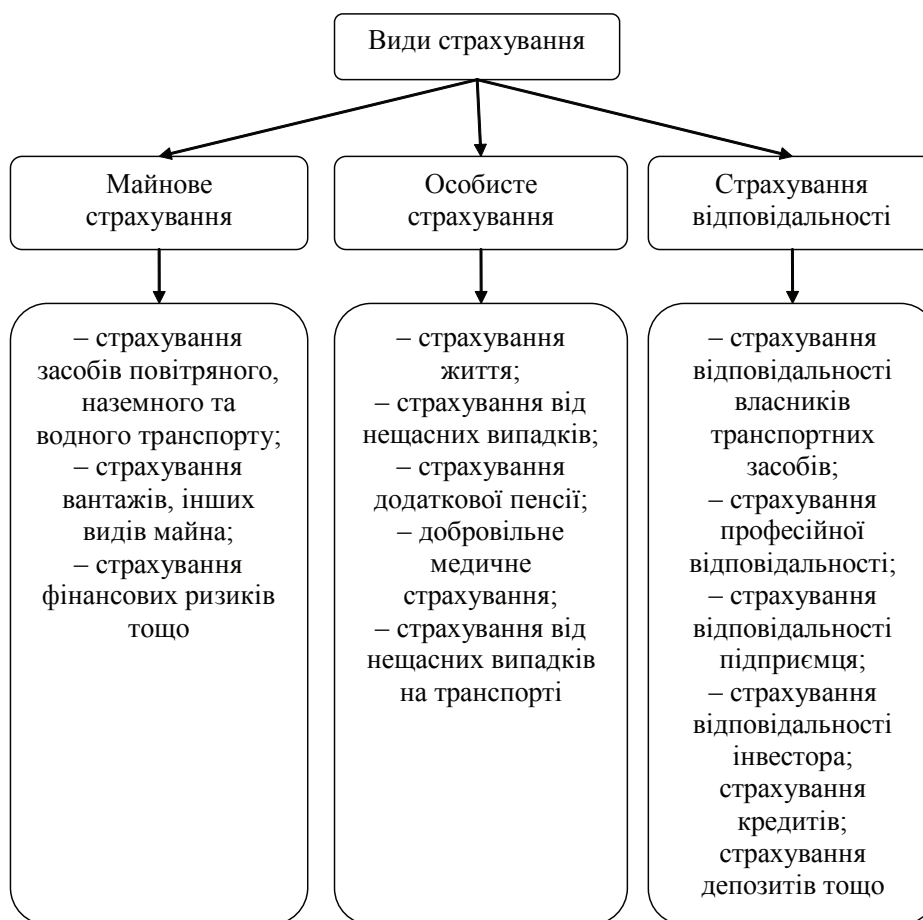 Види страхування
Майнове
страхування
Особисте
страхування
Страхування
відповідальності
– страхування
засобів повітряного,
наземного та
водного транспорту;
– страхування
вантажів, інших
видів майна;
– страхування
фінансових ризиків
тощо
– страхування
життя;
– страхування від
нещасних випадків;
– страхування
додаткової пенсії;
– добровільне
медичне
страхування;
– страхування від
нещасних випадків
на транспорті
– страхування
відповідальності
власників
транспортних
засобів;
– страхування
професійної
відповідальності;
– страхування
відповідальності
підприємця;
– страхування
відповідальності
інвестора;
страхування
кредитів;
страхування
депозитів тощо